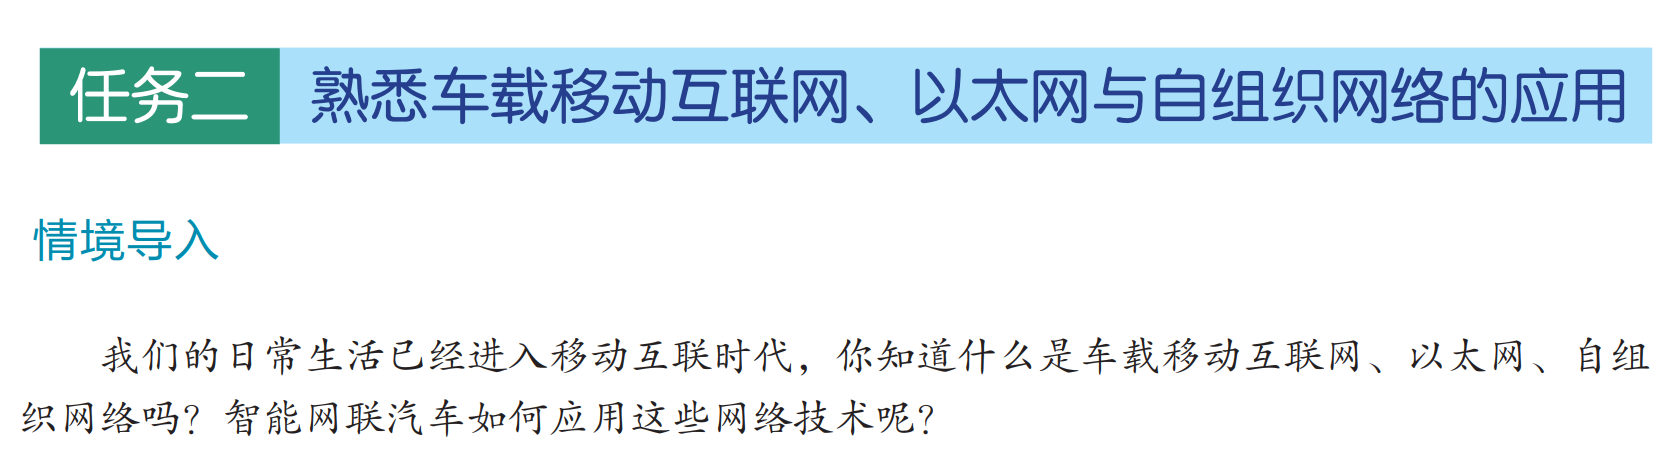 任务二 熟悉车载移动互联网、以太网与自组织网络的应用
情境导入
我们的日常生活已经进入移动互联时代，你知道什么是车载移动互联网、以太网、自组
织网络吗？智能网联汽车如何应用这些网络技术呢？